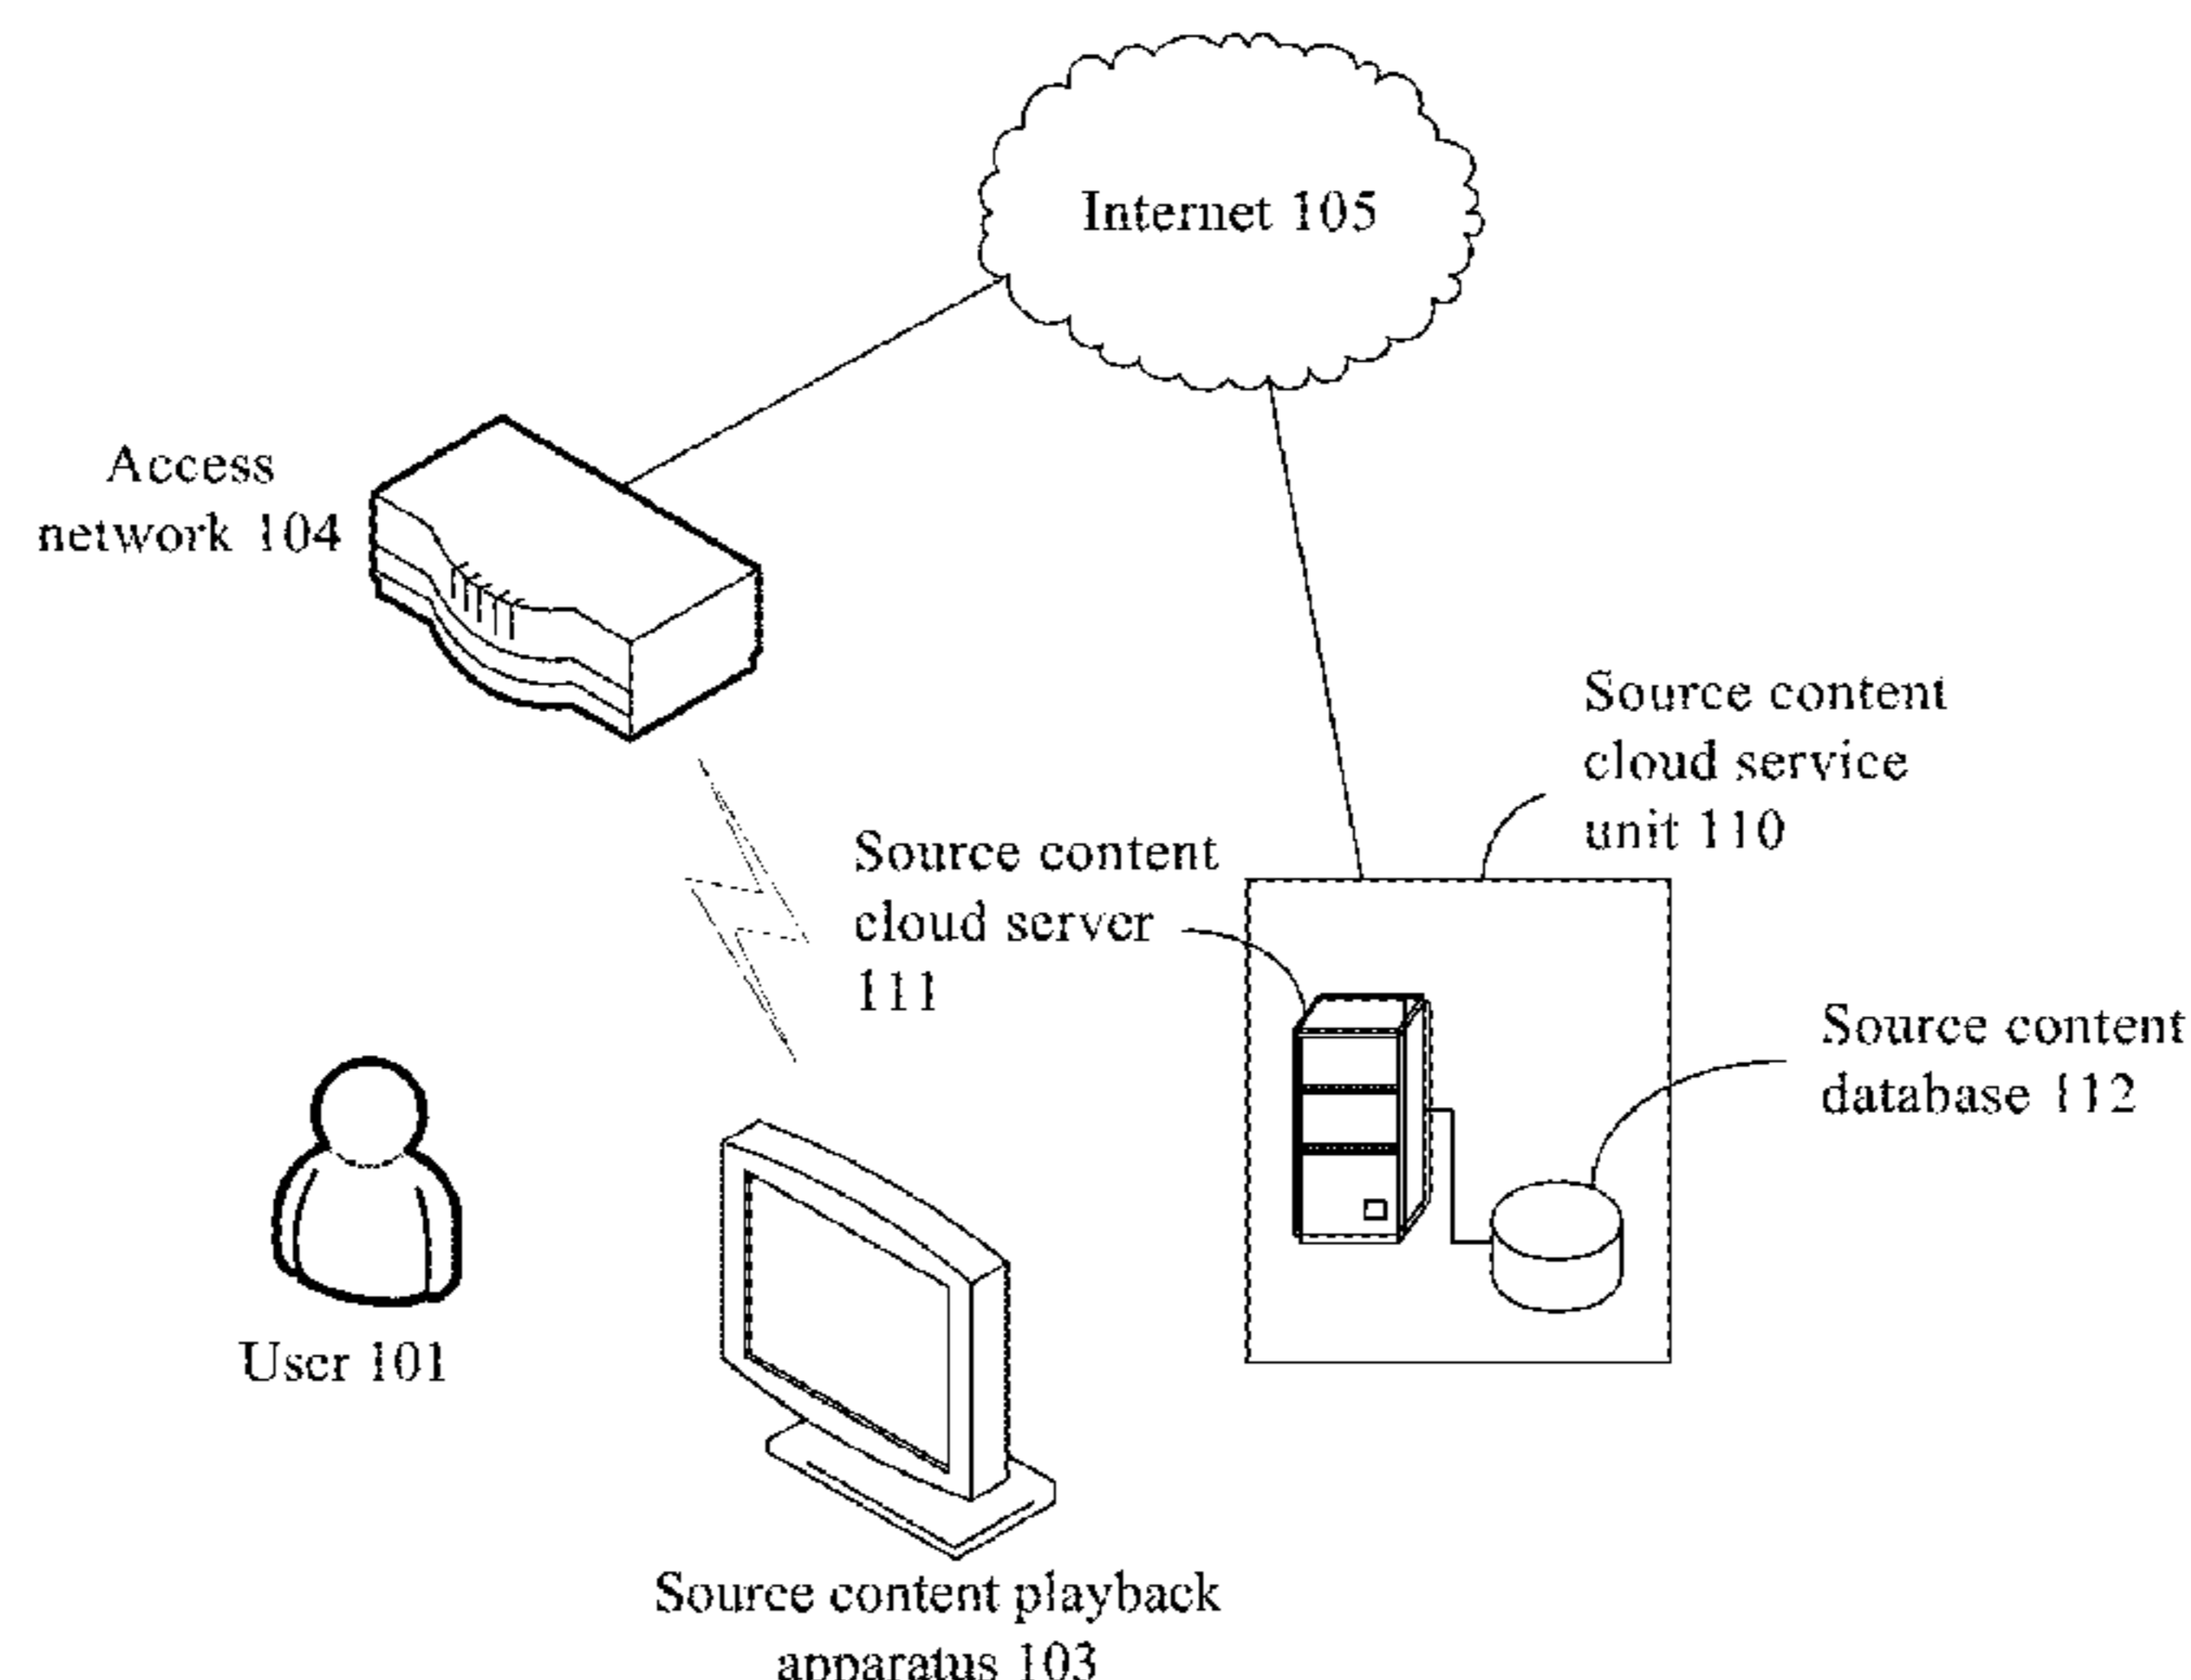 Internet 105
Access
network 104
Source content
cloud service
unit 110
Source content
cloud server
111
Source content
database 112
User 101
Source content playback
apparatus 103